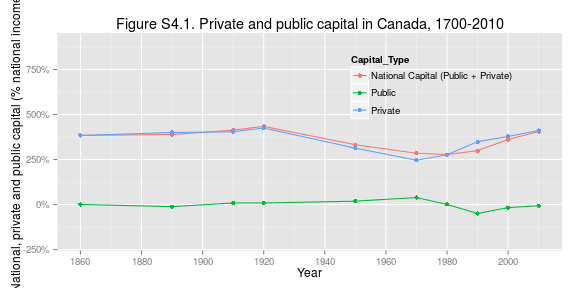 Figure S4.1. Private and public capital in Canada, 1700-2010
National, private and public capital (% national income
Capital_Type
National Capital (Public + Private)
Public
Private
750%
500%
250%
0%
-250%
1860 1880 1900 1920 1940 1960 1980 2000
Year